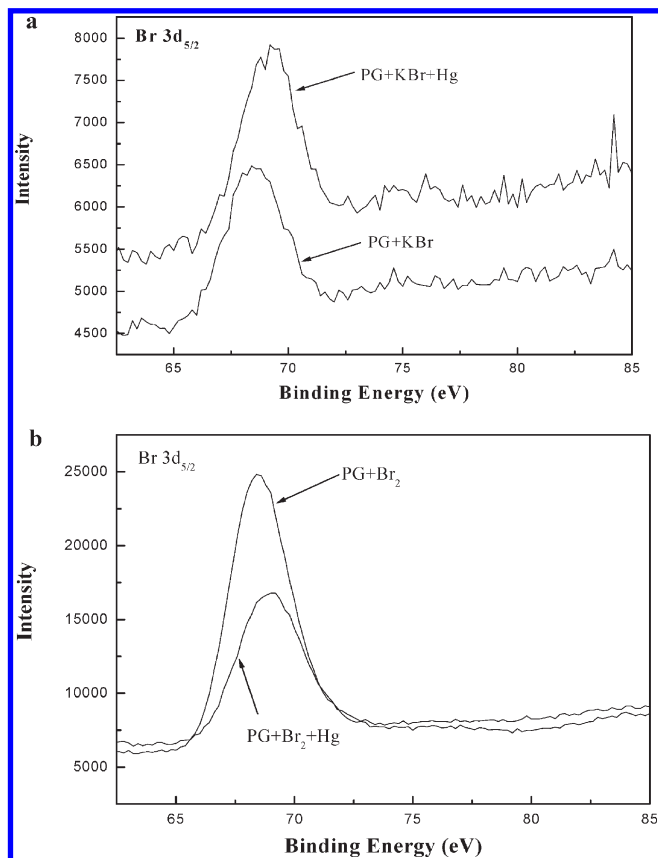 a
Br 3d5/2
8000
7500
7000
6500
6000
5500
5000
4500
PG+KBr+Hg
PG+KBr
Intensity
65 70 75 80 85
Binding Energy (eV)
b
Br 3d5/2
25000
20000
15000
10000
5000
PG+Br2
PG+Br2+Hg
Intensity
65 70 75 80 85
Binding Energy (eV)